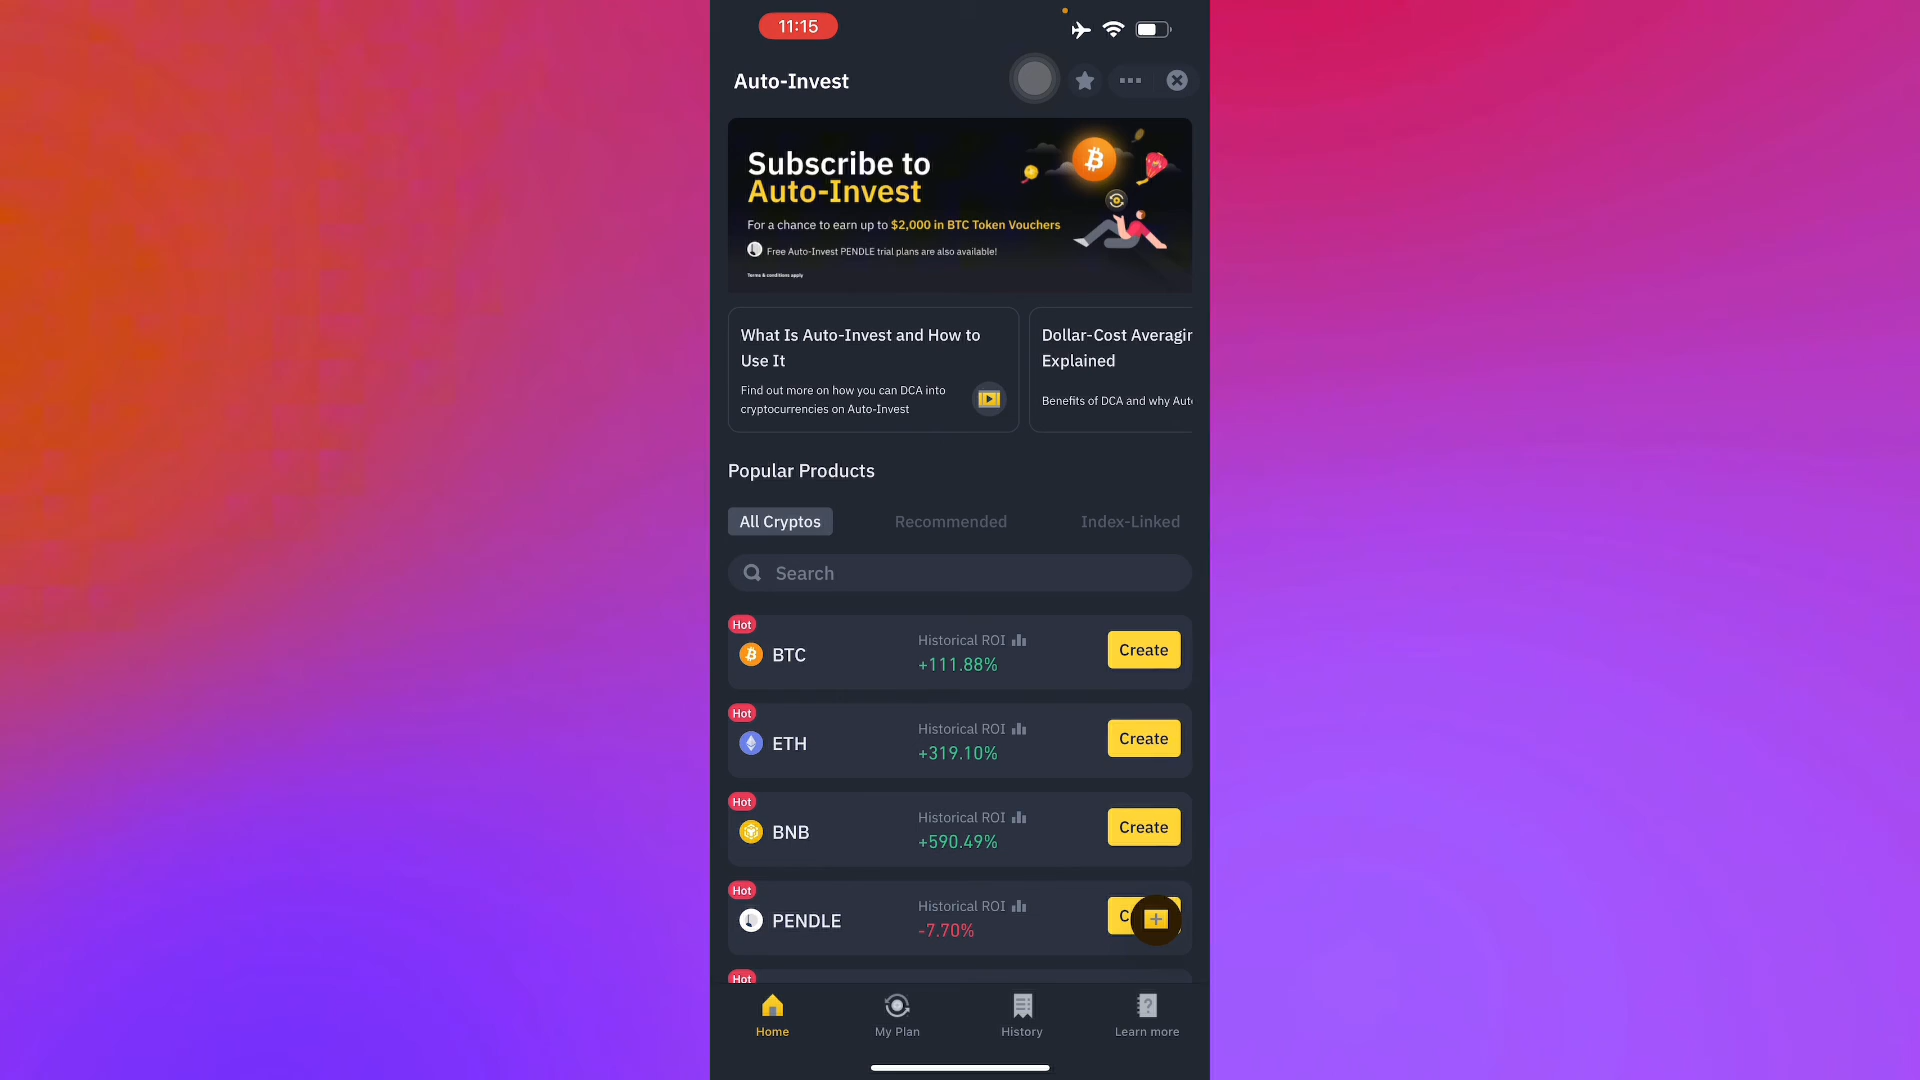 11:15
Auto-Invest
Subscribe to
Auto-Invest
For a chance to earn up to $2,000 in BTC Token Vouchers
Free Auto-Invest PENDLE trial plans are also available!
Terms & conditions apply
What Is Auto-Invest and How to
Use It
Find out more on how you can DCA into
cryptocurrencies on Auto-Invest
Dollar-Cost Averagin
Explained
Benefits of DCA and why Auto
Popular Products
All Cryptos
Recommended
Index-Linked
Search
Hot
BTC
Historical ROI
+111.88%
Create
Hot
ETH
Historical ROI
+319.10%
Create
Hot
BNB
Historical ROI
+590.49%
Create
Hot
PENDLE
Historical ROI
-7.70%
C
Hot
Home
My Plan
History
Learn more